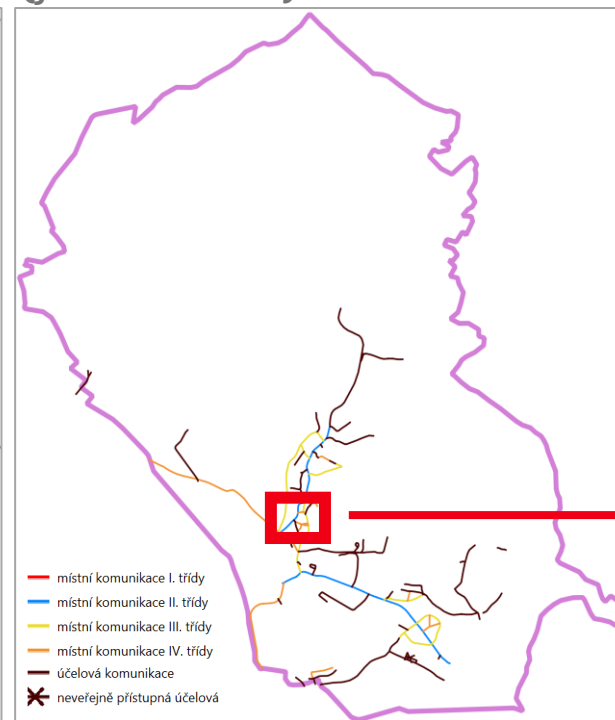 místní komunikace I. třídy
místní komunikace II. třídy
místní komunikace III. třídy
místní komunikace IV. třídy
účelová komunikace
neveřejně přístupná účelová